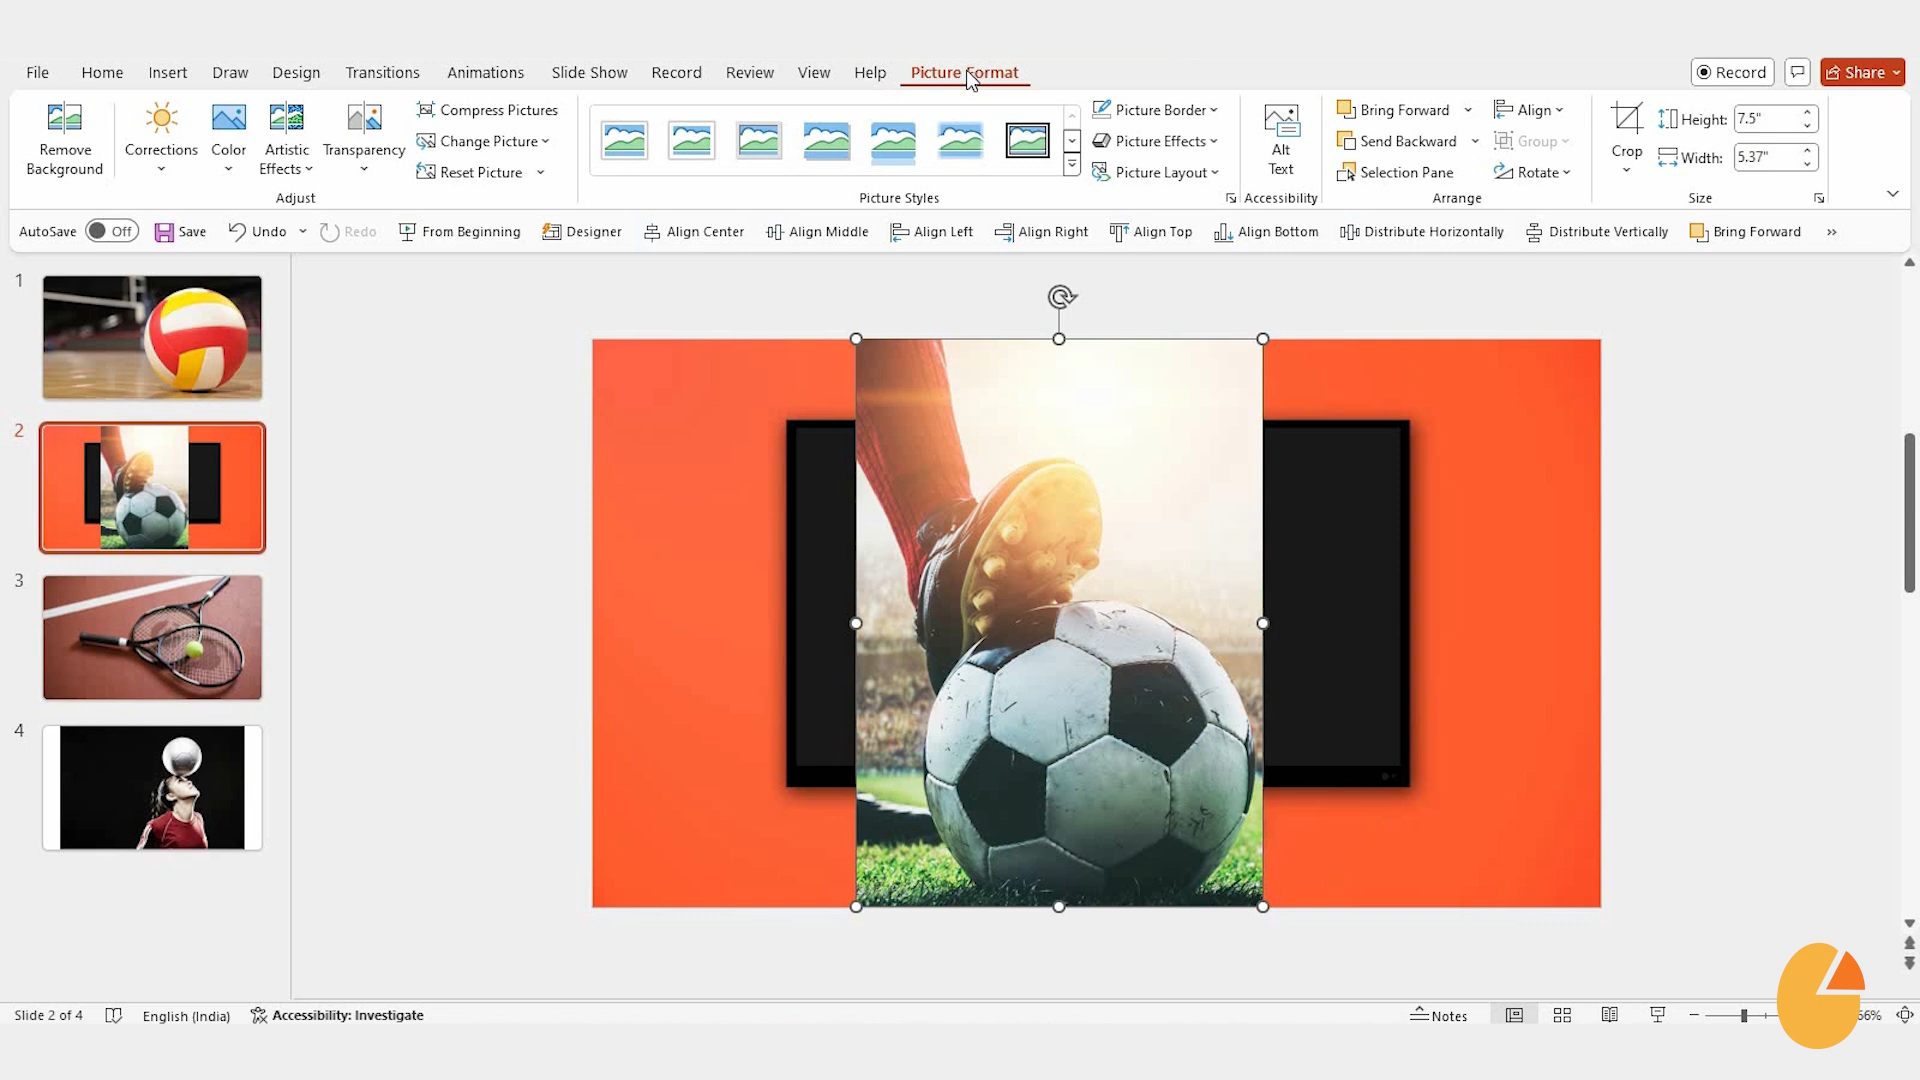 File Home Insert Draw Design Transitions Animations Slide Show Record Review View Help Picture Format Record Share
Remove Background
Corrections
Color
Artistic Effects
Transparency
Compress Pictures
Change Picture
Reset Picture
Adjust
Picture Styles
Picture Border
Picture Effects
Picture Layout
Alt Text
Accessibility
Bring Forward
Send Backward
Selection Pane
Align
Group
Rotate
Arrange
Crop
Height: 7.5"
Width: 5.37"
Size
AutoSave Off Save Undo Redo From Beginning Designer Align Center Align Middle Align Left Align Right Align Top Align Bottom Distribute Horizontally Distribute Vertically Bring Forward »
1
2
3
4
Slide 2 of 4 English (India) Accessibility: Investigate Notes 66%